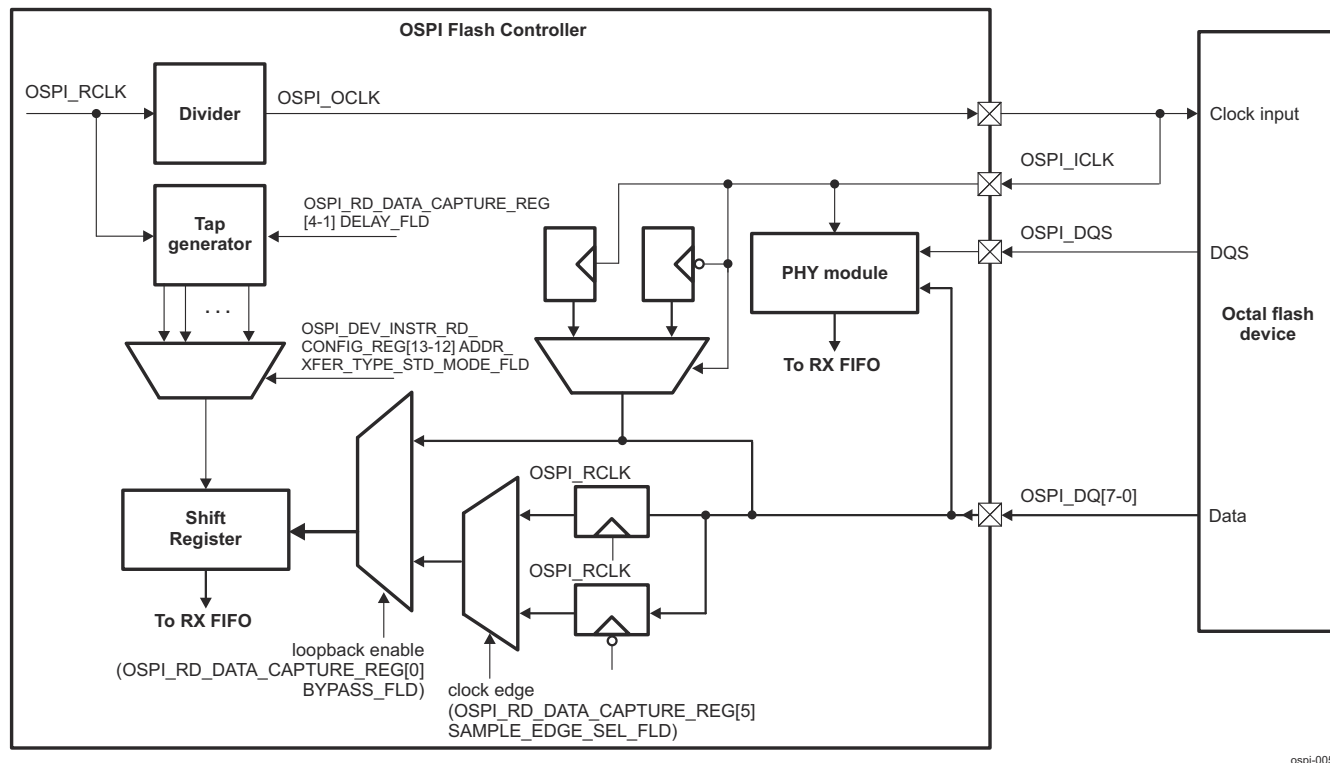 OSPI Flash Controller
OSPI_RCLK
Divider
OSPI_OCLK
Clock input
OSPI_ICLK
Tap
generator
OSPI_RD_DATA_CAPTURE_REG
[4-1] DELAY_FLD
PHY module
OSPI_DQS
DQS
Octal flash
device
. . .
OSPI_DEV_INSTR_RD_
CONFIG_REG[13-12] ADDR_
XFER_TYPE_STD_MODE_FLD
To RX FIFO
OSPI_RCLK
OSPI_DQ[7-0]
Data
Shift
Register
OSPI_RCLK
To RX FIFO
loopback enable
(OSPI_RD_DATA_CAPTURE_REG[0]
BYPASS_FLD)
clock edge
(OSPI_RD_DATA_CAPTURE_REG[5]
SAMPLE_EDGE_SEL_FLD)
ospi-005